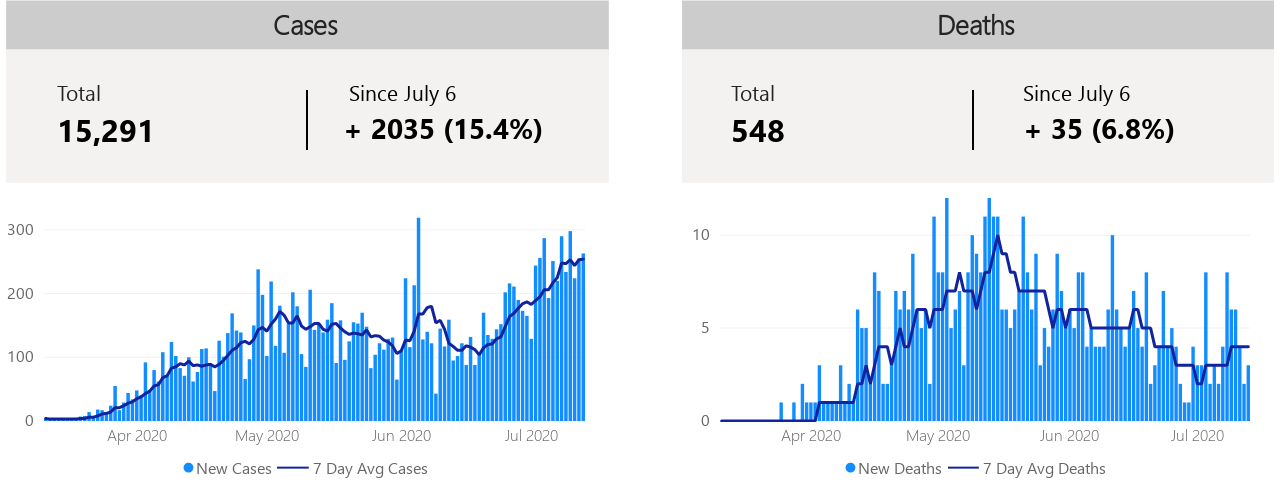 Cases
Total
Since July 6
15,291
+ 2035 (15.4%)
300
200
100
0
Apr 2020
May 2020
Jun 2020
Jul 2020
New Cases
7 Day Avg Cases
Deaths
Total
Since July 6
548
+ 35 (6.8%)
10
5
0
Apr 2020
May 2020
Jun 2020
Jul 2020
New Deaths
7 Day Avg Deaths